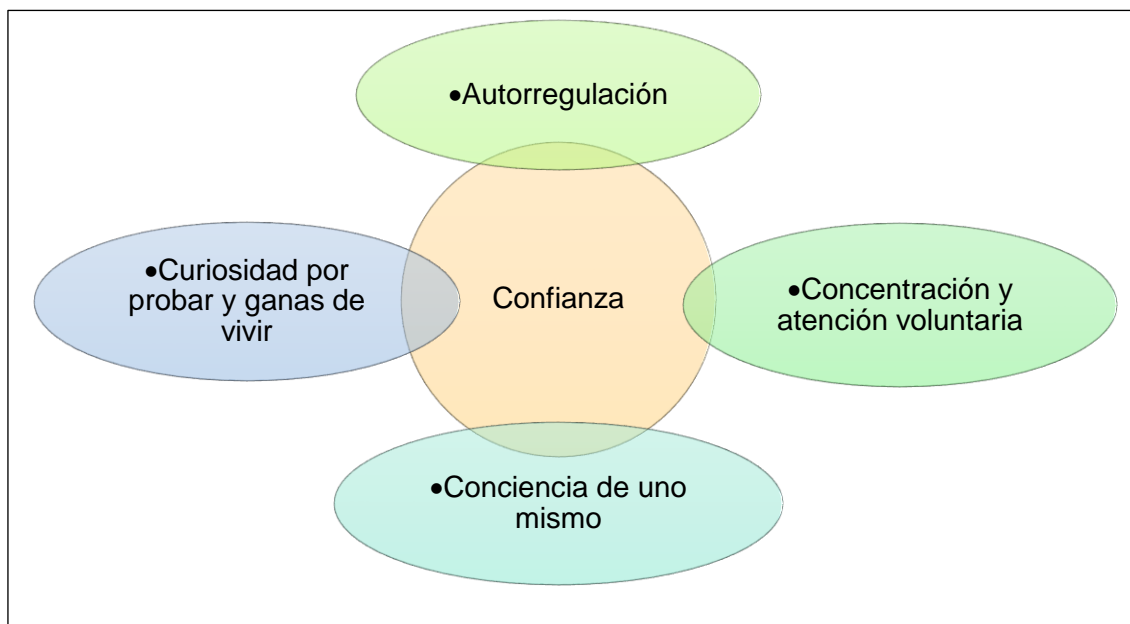 •Autorregulación
•Curiosidad por
probar y ganas de
vivir
Confianza
•Concentración y
atención voluntaria
•Conciencia de uno
mismo